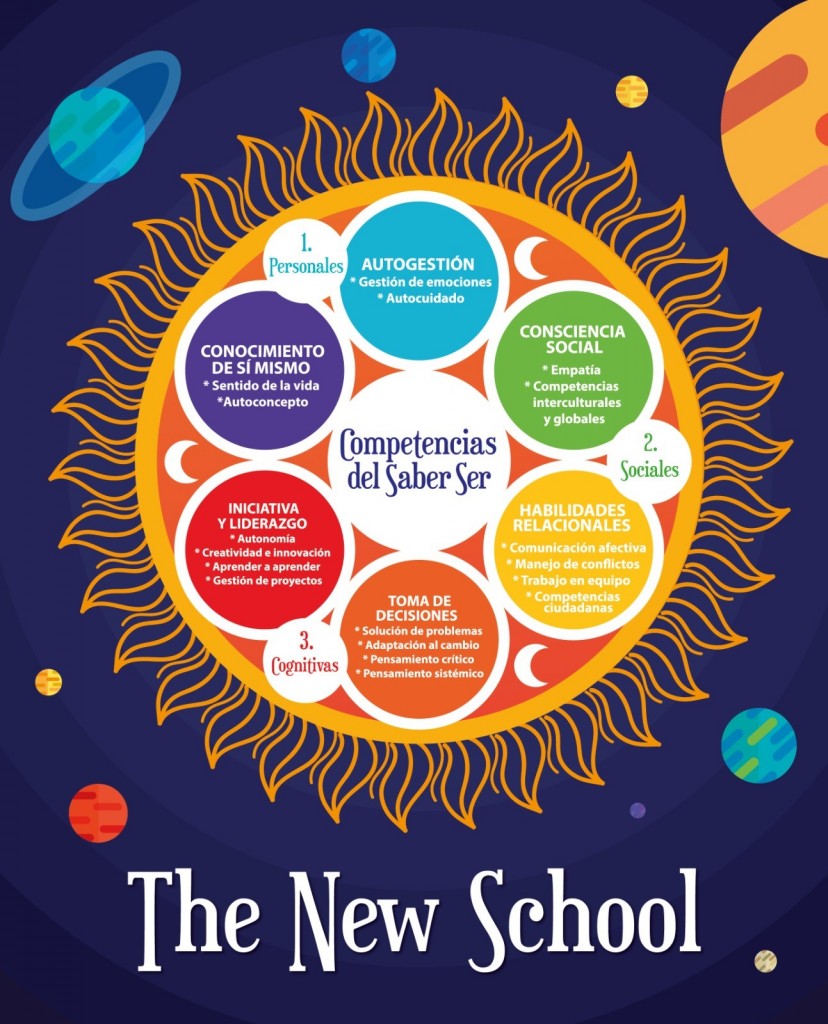 1.
Personales
AUTOGESTIÓN
* Gestión de emociones
* Autocuidado
CONOCIMIENTO
DE SÍ MISMO
* Sentido de la vida
*Autoconcepto
CONSCIENCIA
SOCIAL
* Empatía
* Competencias
interculturales
y globales
Competencias
del Saber Ser
2.
Sociales
HABILIDADES
RELACIONALES
* Comunicación afectiva
* Manejo de conflictos
* Trabajo en equipo
* Competencias
ciudadanas
INICIATIVA
Y LIDERAZGO
* Autonomía
* Creatividad e innovación
* Aprender a aprender
* Gestión de proyectos
TOMA DE
DECISIONES
* Solución de problemas
* Adaptación al cambio
* Pensamiento crítico
* Pensamiento sistémico
3.
Cognitivas
The New School